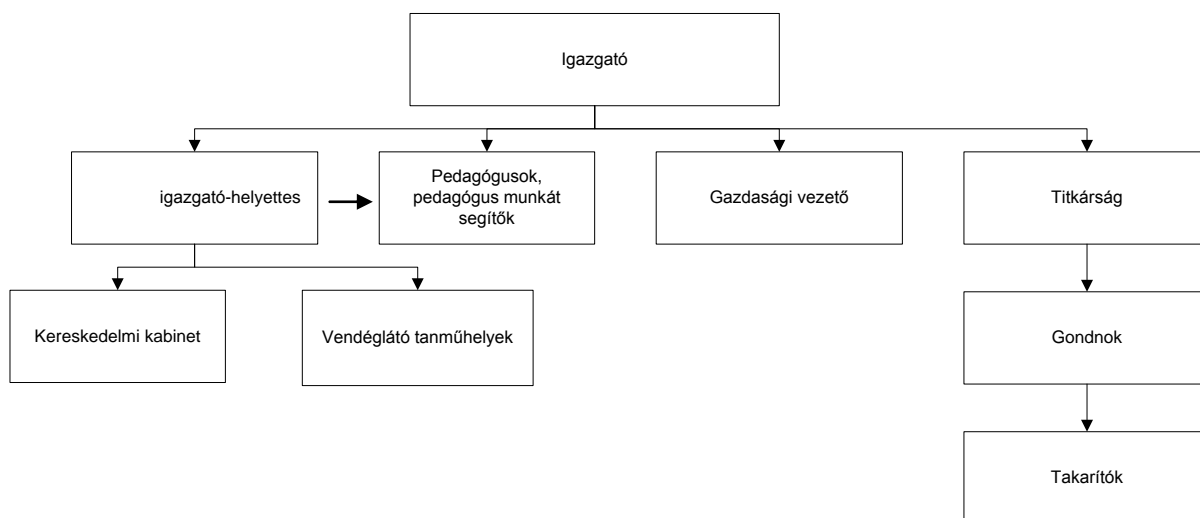 Igazgató
igazgató-helyettes
Pedagógusok,
pedagógus munkát
segítők
Gazdasági vezető
Titkárság
Kereskedelmi kabinet
Vendéglátó tanműhelyek
Gondnok
Takarítók